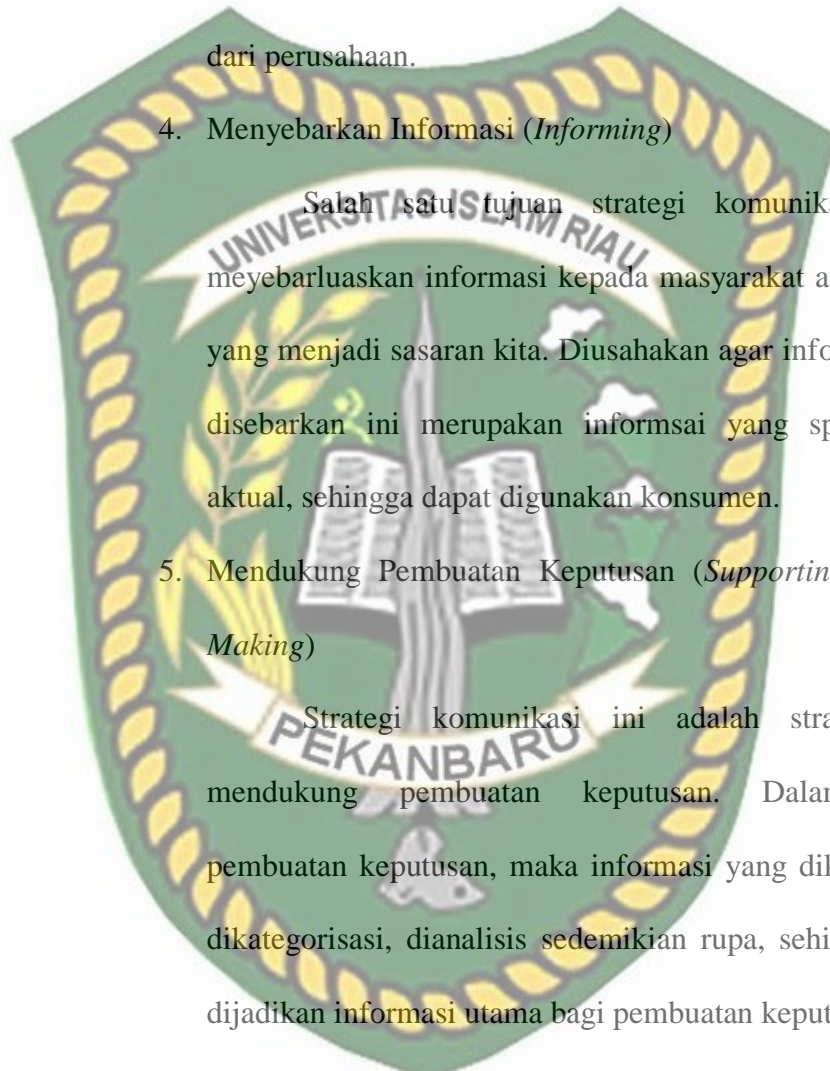 dari perusahaan.
4. Menyebarkan Informasi (Informing)
Salah satu tujuan strategi komunika
UNIVERSITAS ISLAM RIAU
meyebarluaskan informasi kepada masyarakat a
yang menjadi sasaran kita. Diusahakan agar info
disebarkan ini merupakan informsai yang sp
aktual, sehingga dapat digunakan konsumen.
5. Mendukung Pembuatan Keputusan (Supportin
Making)
Strategi komunikasi ini adalah stra
PEKANBARU
mendukung pembuatan keputusan. Dalam
pembuatan keputusan, maka informasi yang dik
dikategorisasi, dianalisis sedemikian rupa, sehi
dijadikan informasi utama bagi pembuatan keput